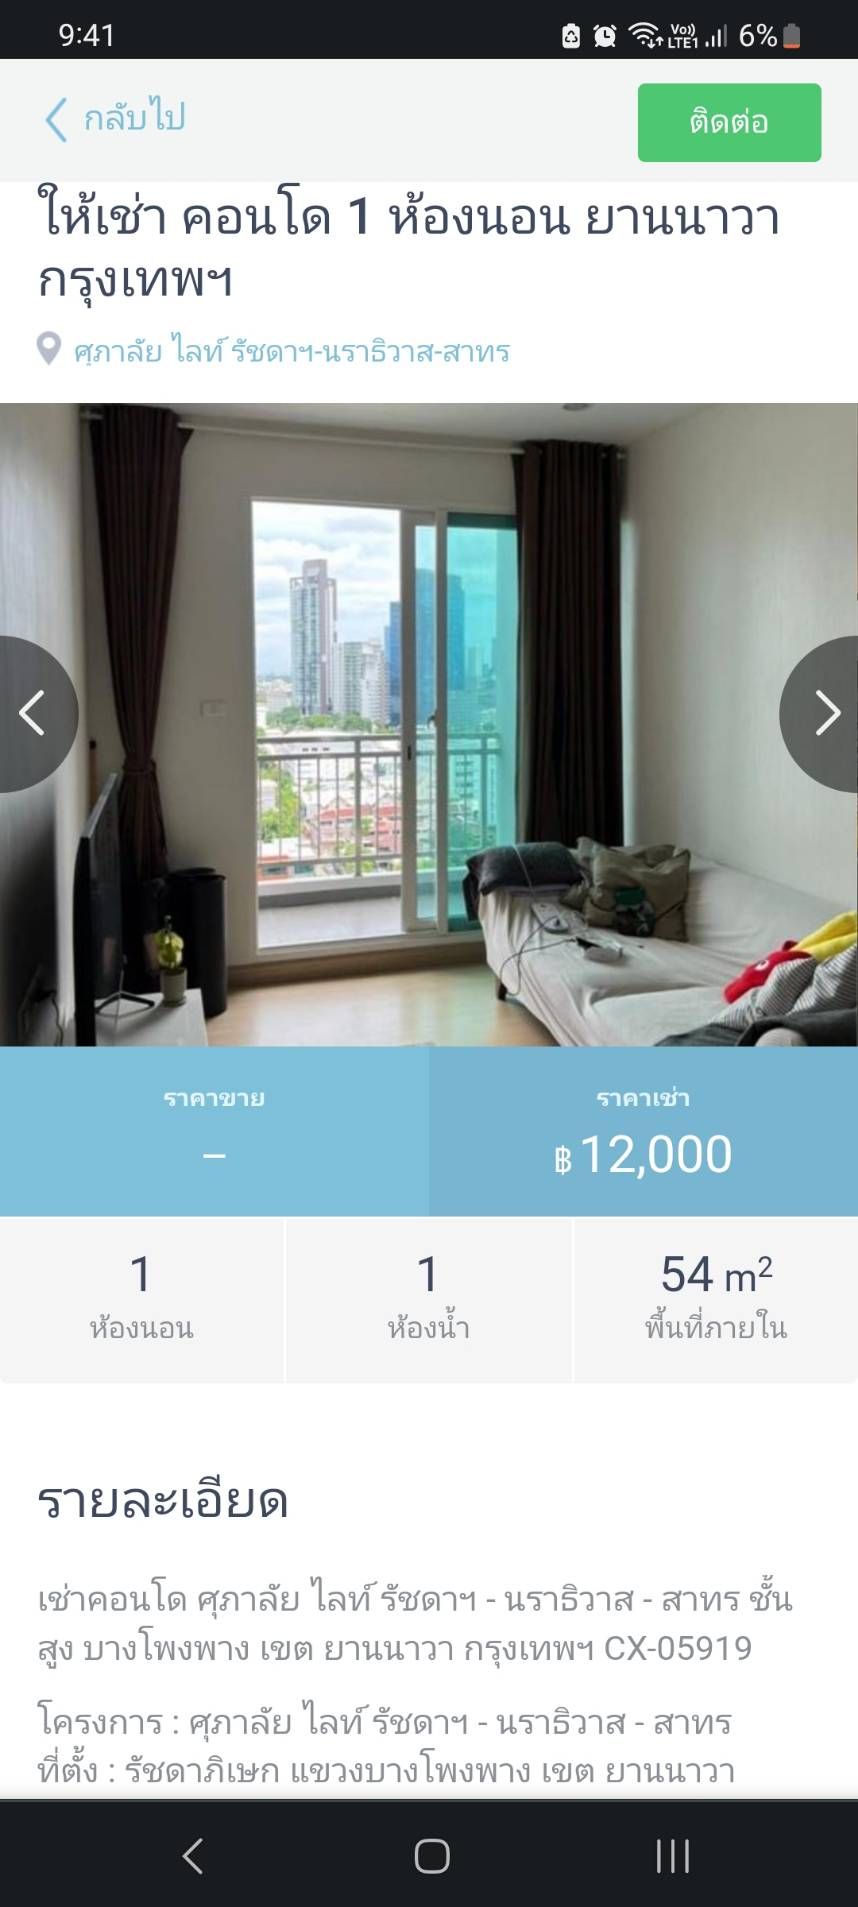 9:41
Vo)) LTE1 6%
กลับไป
ติดต่อ
ให้เช่า คอนโด 1 ห้องนอน ยานนาวา
กรุงเทพฯ
ศุภาลัย ไลท์ รัชดาฯ-นราธิวาส-สาทร
ราคาขาย
–
ราคาเช่า
฿12,000
1
ห้องนอน
1
ห้องน้ำ
54 m²
พื้นที่ภายใน
รายละเอียด
เช่าคอนโด ศุภาลัย ไลท์ รัชดาฯ - นราธิวาส - สาทร ชั้น
สูง บางโพงพาง เขต ยานนาวา กรุงเทพฯ CX-05919
โครงการ : ศุภาลัย ไลท์ รัชดาฯ - นราธิวาส - สาทร
ที่ตั้ง : รัชดาภิเษก แขวงบางโพงพาง เขต ยานนาวา